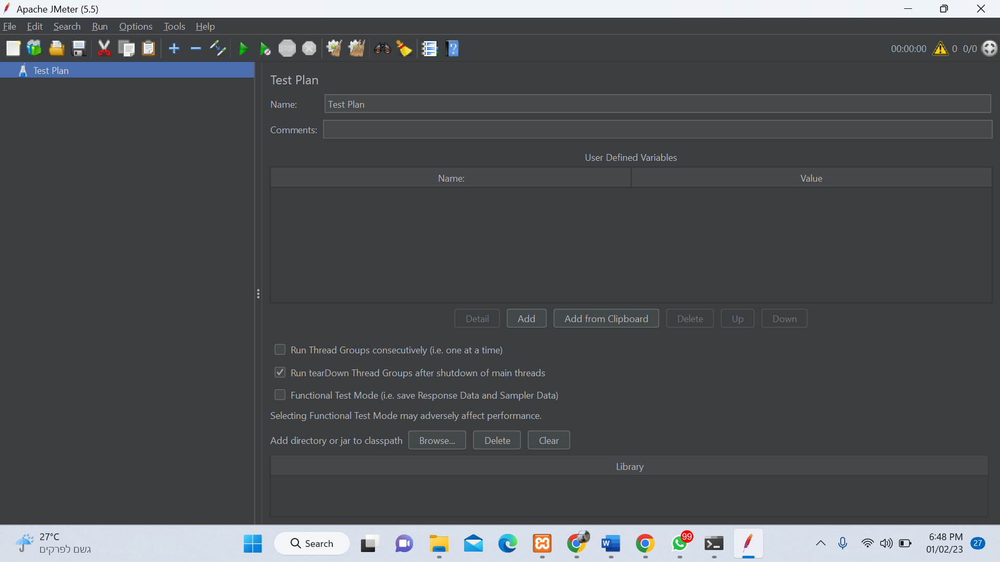 Apache JMeter (5.5)
File Edit Search Run Options Tools Help
STOP
00:00:00 0 0/0
Test Plan
Test Plan
Name: Test Plan
Comments:
User Defined Variables
Name: Value
Detail Add Add from Clipboard Delete Up Down
Run Thread Groups consecutively (i.e. one at a time)
Run tearDown Thread Groups after shutdown of main threads
Functional Test Mode (i.e. save Response Data and Sampler Data)
Selecting Functional Test Mode may adversely affect performance.
Add directory or jar to classpath Browse... Delete Clear
Library
27°C
גשם לפרקים
Search
99
6:48 PM
01/02/23
27